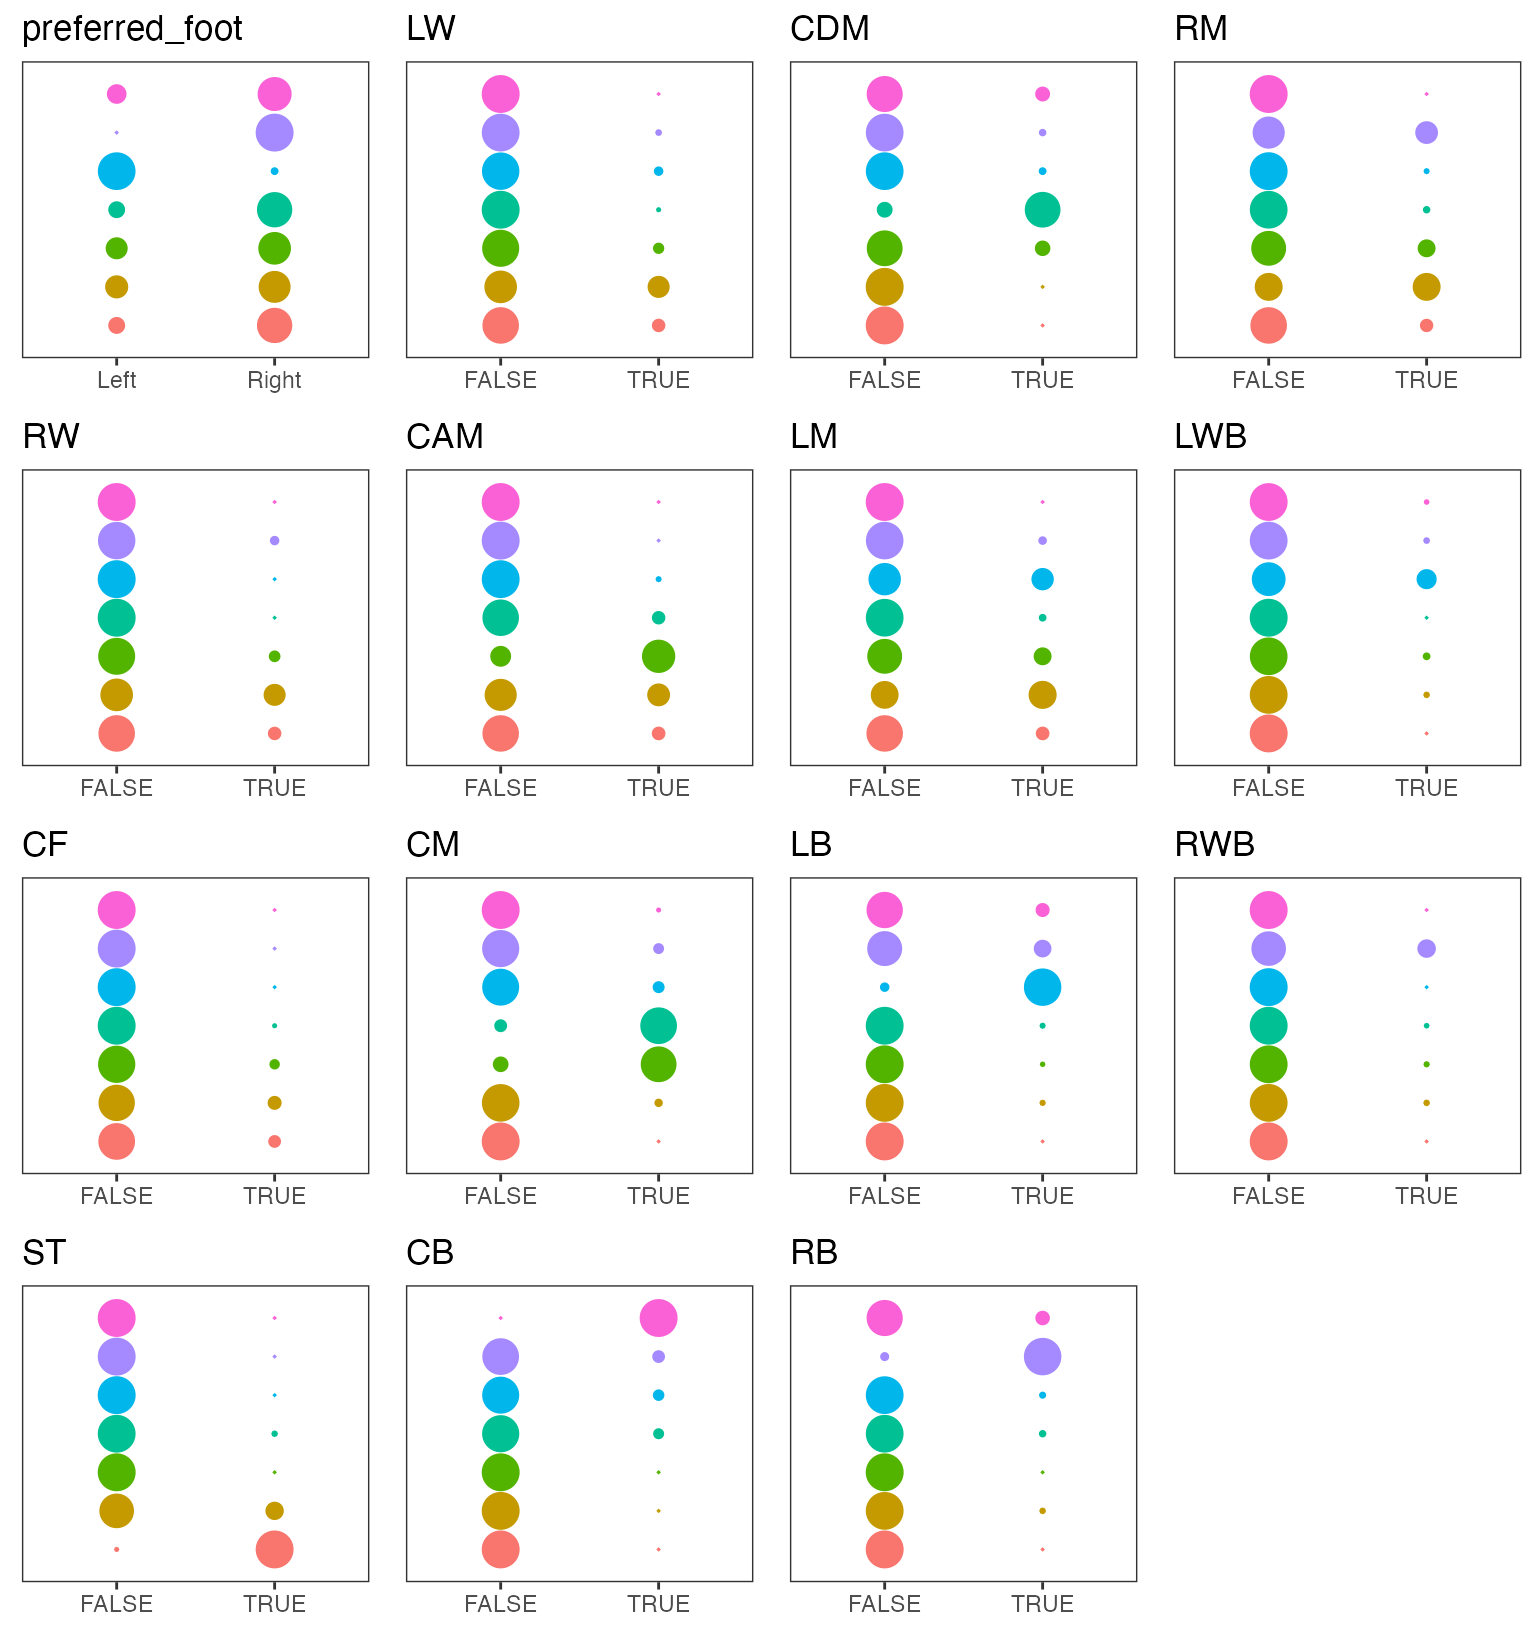 preferred_foot LW CDM RM
Left Right FALSE TRUE FALSE TRUE FALSE TRUE
RW CAM LM LWB
FALSE TRUE FALSE TRUE FALSE TRUE FALSE TRUE
CF CM LB RWB
FALSE TRUE FALSE TRUE FALSE TRUE FALSE TRUE
ST CB RB
FALSE TRUE FALSE TRUE FALSE TRUE